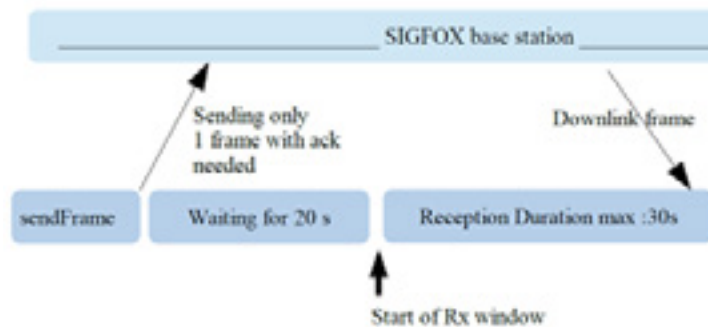 SIGFOX base station
Sending only
1 frame with ack
needed
Downlink frame
sendFrame
Waiting for 20 s
Reception Duration max :30s
Start of Rx window